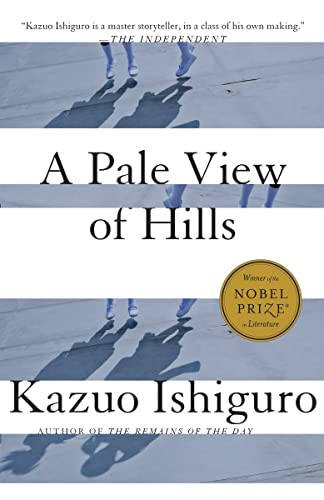 “Kazuo Ishiguro is a master storyteller, in a class of his own making.”
—THE INDEPENDENT
A Pale View
of Hills
Winner of the
NOBEL
PRIZE®
in Literature
Kazuo Ishiguro
AUTHOR OF THE REMAINS OF THE DAY